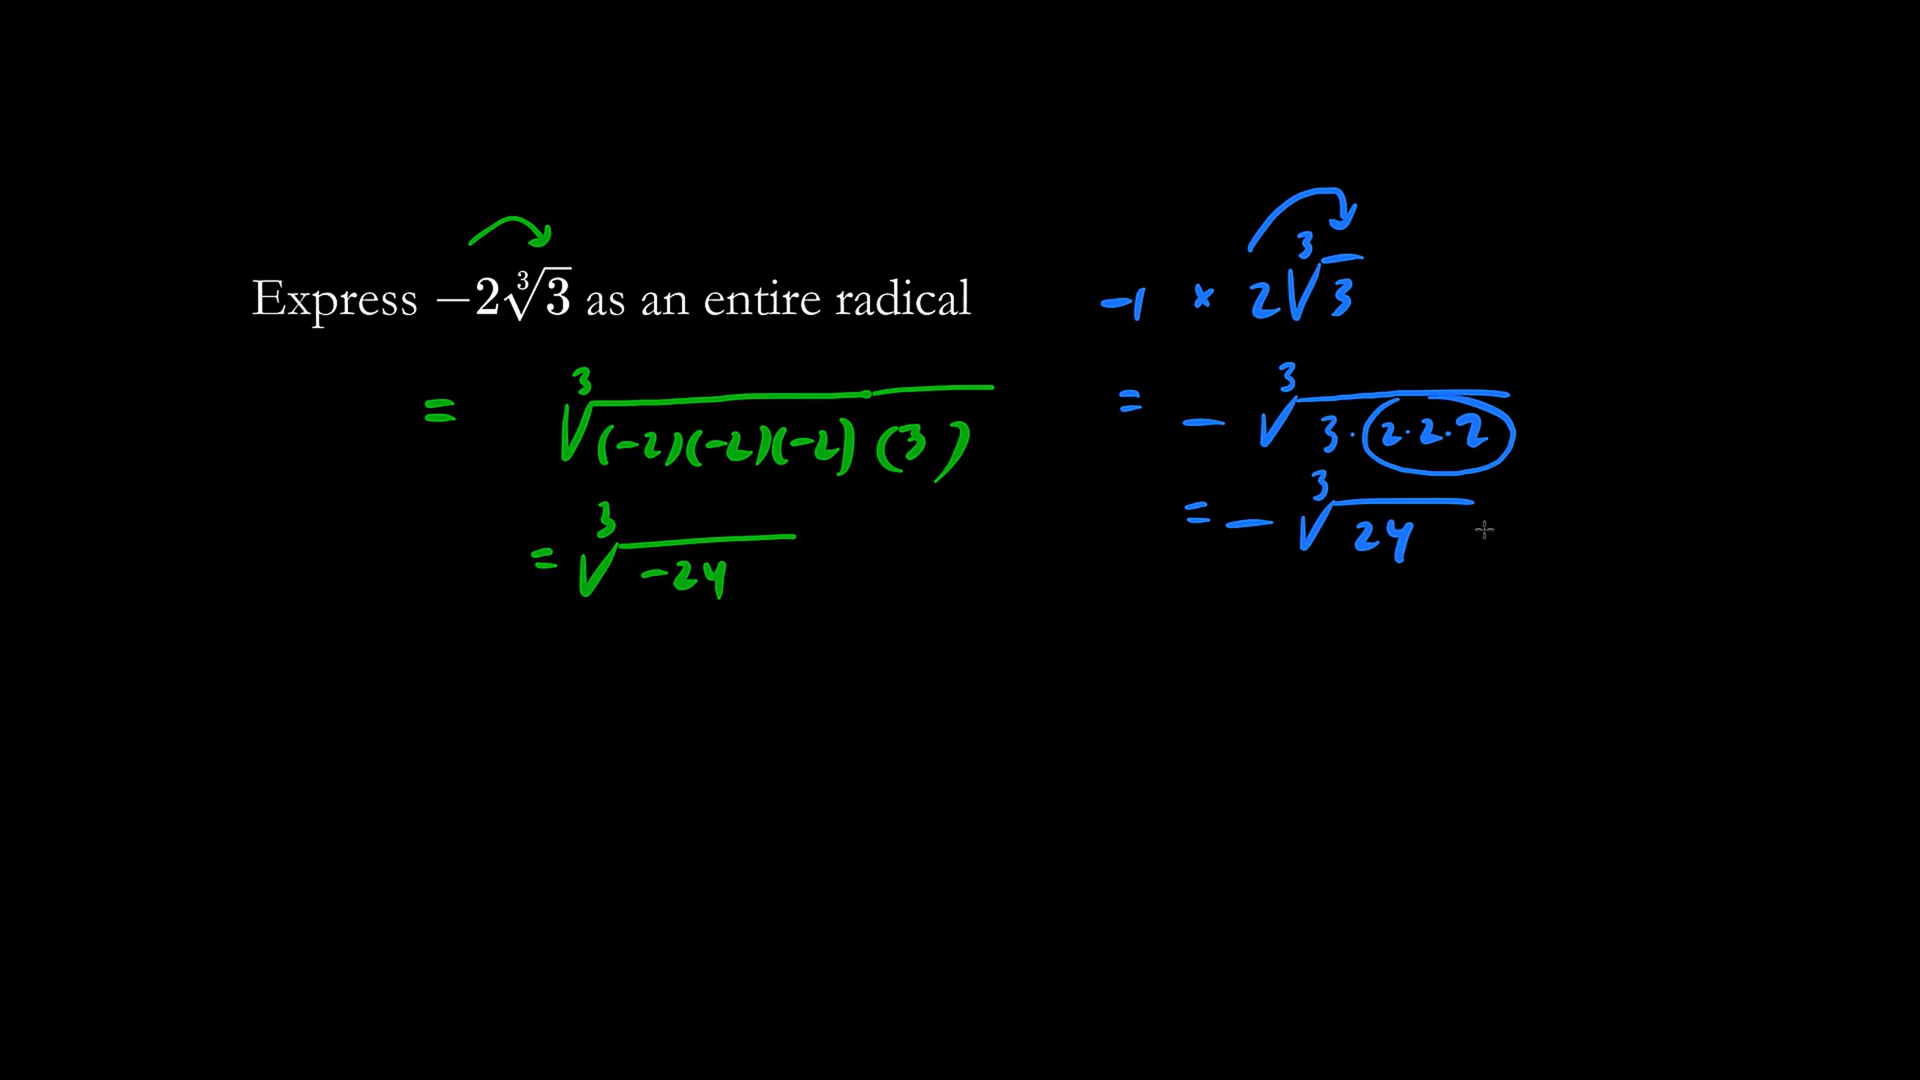 Express −2∛3 as an entire radical
= ∛(-2)(-2)(-2)(3)
= ∛-24
-1 × 2∛3
= - ∛3·2·2·2
= - ∛24